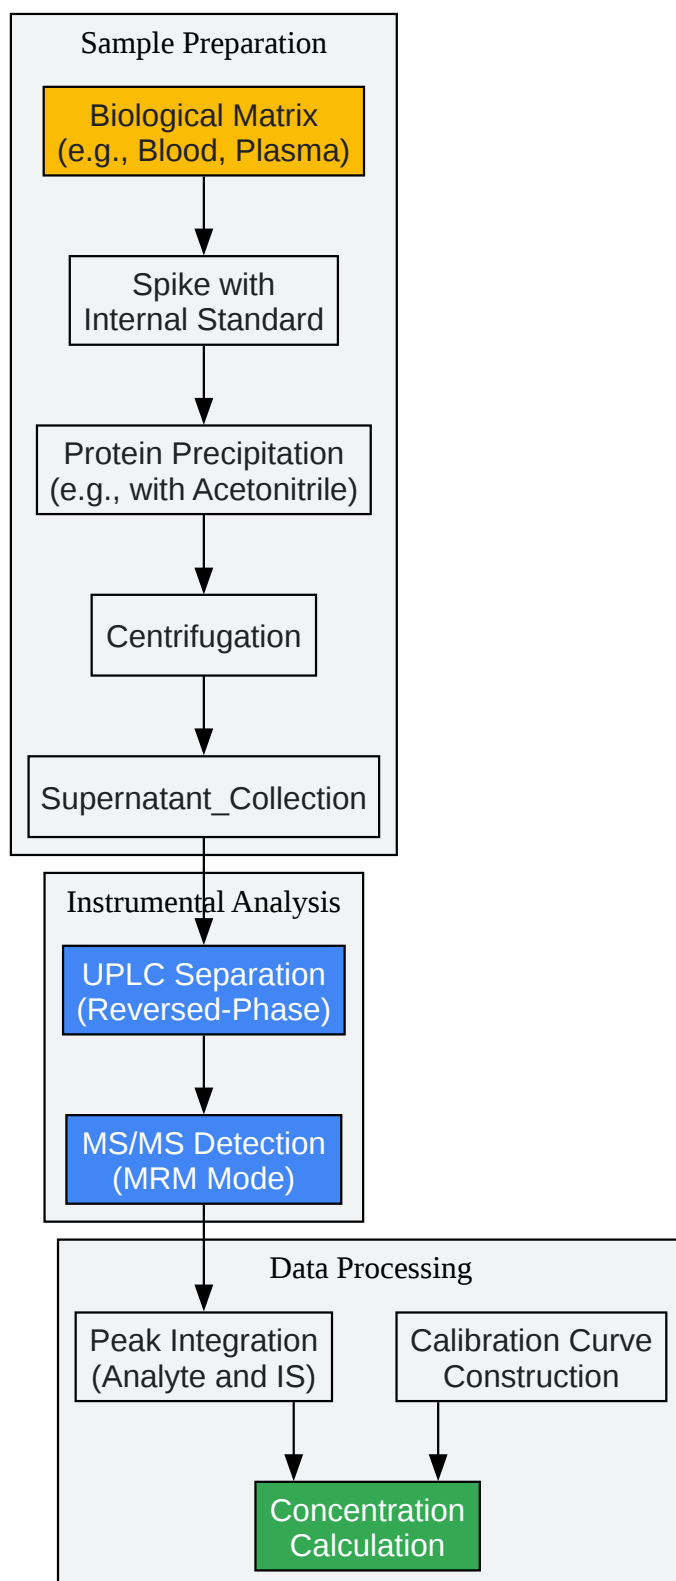 Sample Preparation
Biological Matrix
(e.g., Blood, Plasma)
Spike with
Internal Standard
Protein Precipitation
(e.g., with Acetonitrile)
Centrifugation
Supernatant_Collection
Instrumental Analysis
UPLC Separation
(Reversed-Phase)
MS/MS Detection
(MRM Mode)
Data Processing
Peak Integration
(Analyte and IS)
Calibration Curve
Construction
Concentration
Calculation